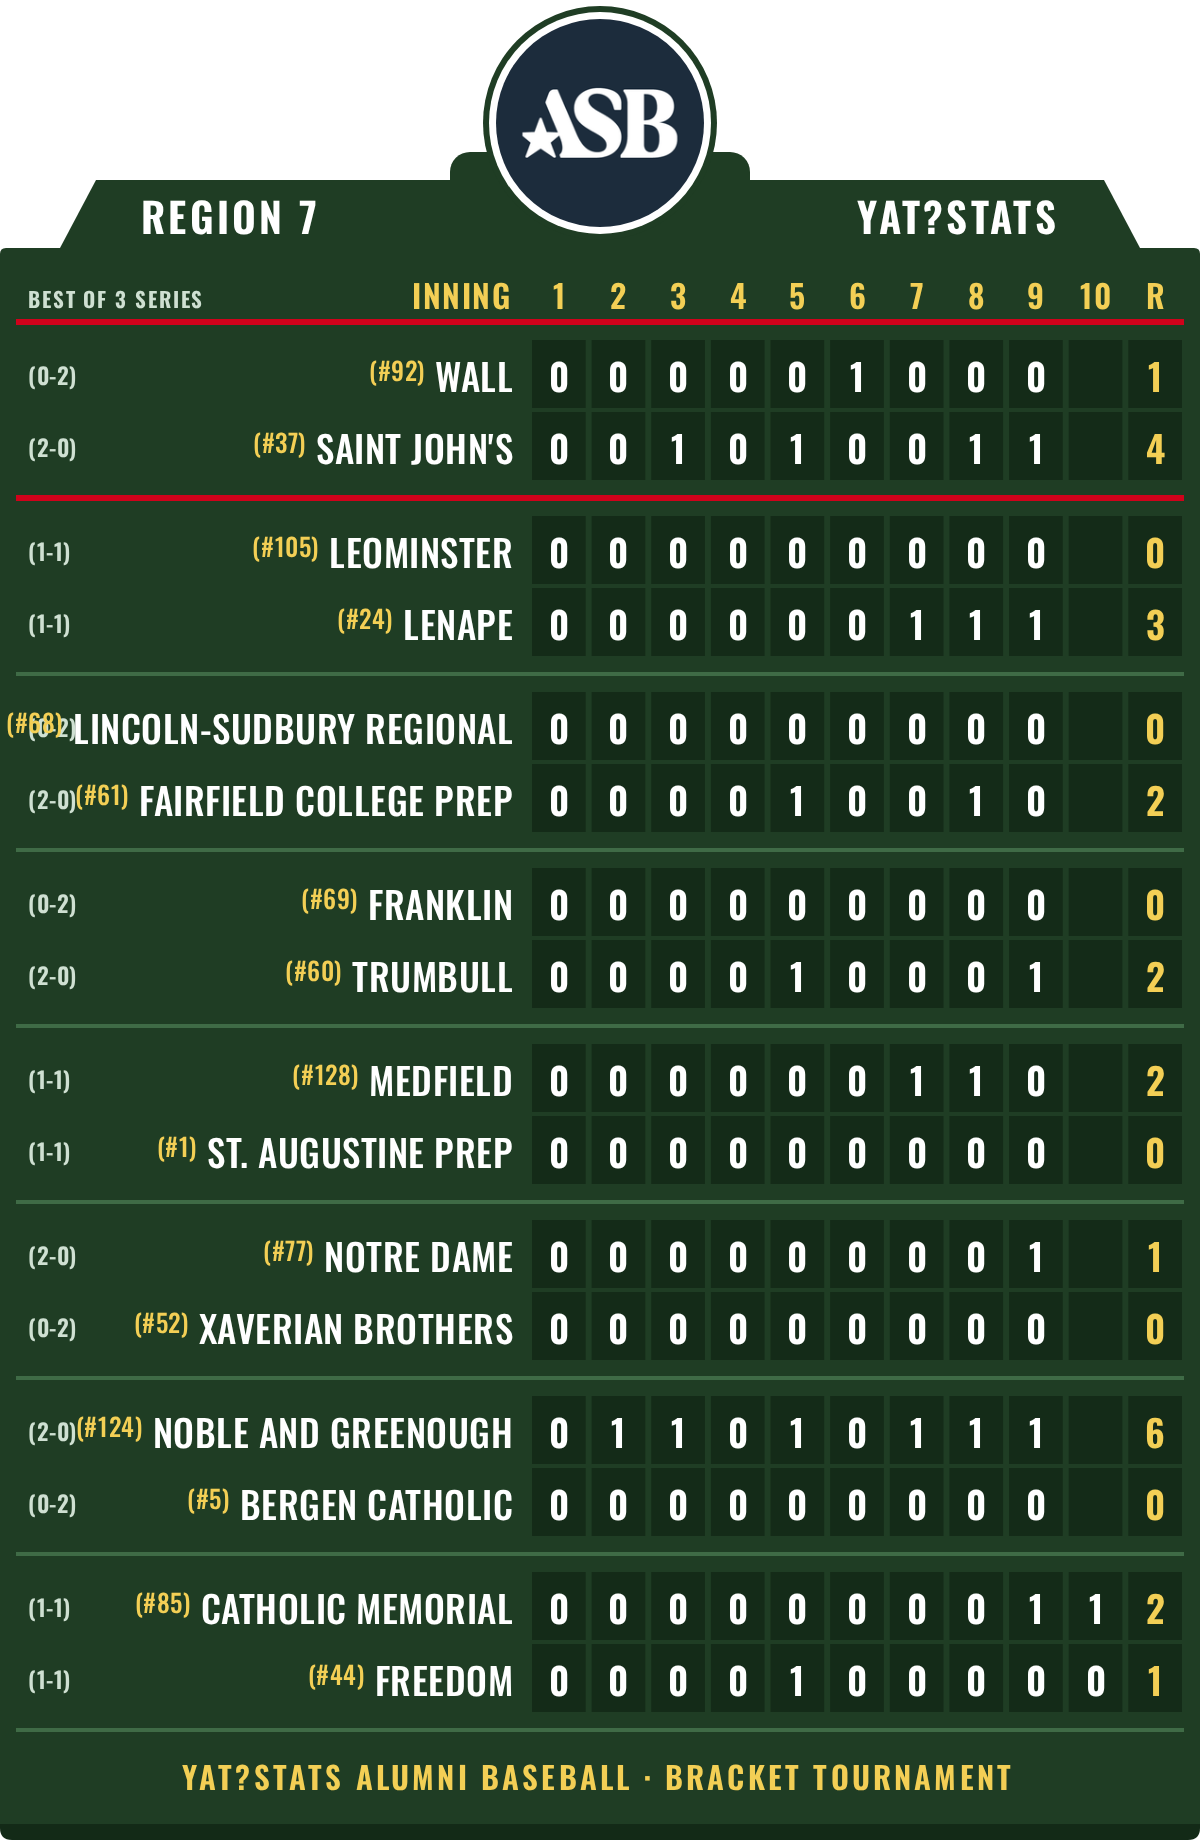 ASB
REGION 7 YAT?STATS
BEST OF 3 SERIES INNING 1 2 3 4 5 6 7 8 9 10 R
(0-2) (#92) WALL 0 0 0 0 0 1 0 0 0 1
(2-0) (#37) SAINT JOHN'S 0 0 1 0 1 0 0 1 1 4
(1-1) (#105) LEOMINSTER 0 0 0 0 0 0 0 0 0 0
(1-1) (#24) LENAPE 0 0 0 0 0 0 1 1 1 3
(0-2) (#68) LINCOLN-SUDBURY REGIONAL 0 0 0 0 0 0 0 0 0 0
(2-0) (#61) FAIRFIELD COLLEGE PREP 0 0 0 0 1 0 0 1 0 2
(0-2) (#69) FRANKLIN 0 0 0 0 0 0 0 0 0 0
(2-0) (#60) TRUMBULL 0 0 0 0 1 0 0 0 1 2
(1-1) (#128) MEDFIELD 0 0 0 0 0 0 1 1 0 2
(1-1) (#1) ST. AUGUSTINE PREP 0 0 0 0 0 0 0 0 0 0
(2-0) (#77) NOTRE DAME 0 0 0 0 0 0 0 0 1 1
(0-2) (#52) XAVERIAN BROTHERS 0 0 0 0 0 0 0 0 0 0
(2-0) (#124) NOBLE AND GREENOUGH 0 1 1 0 1 0 1 1 1 6
(0-2) (#5) BERGEN CATHOLIC 0 0 0 0 0 0 0 0 0 0
(1-1) (#85) CATHOLIC MEMORIAL 0 0 0 0 0 0 0 0 1 1 2
(1-1) (#44) FREEDOM 0 0 0 0 1 0 0 0 0 0 1
YAT?STATS ALUMNI BASEBALL · BRACKET TOURNAMENT